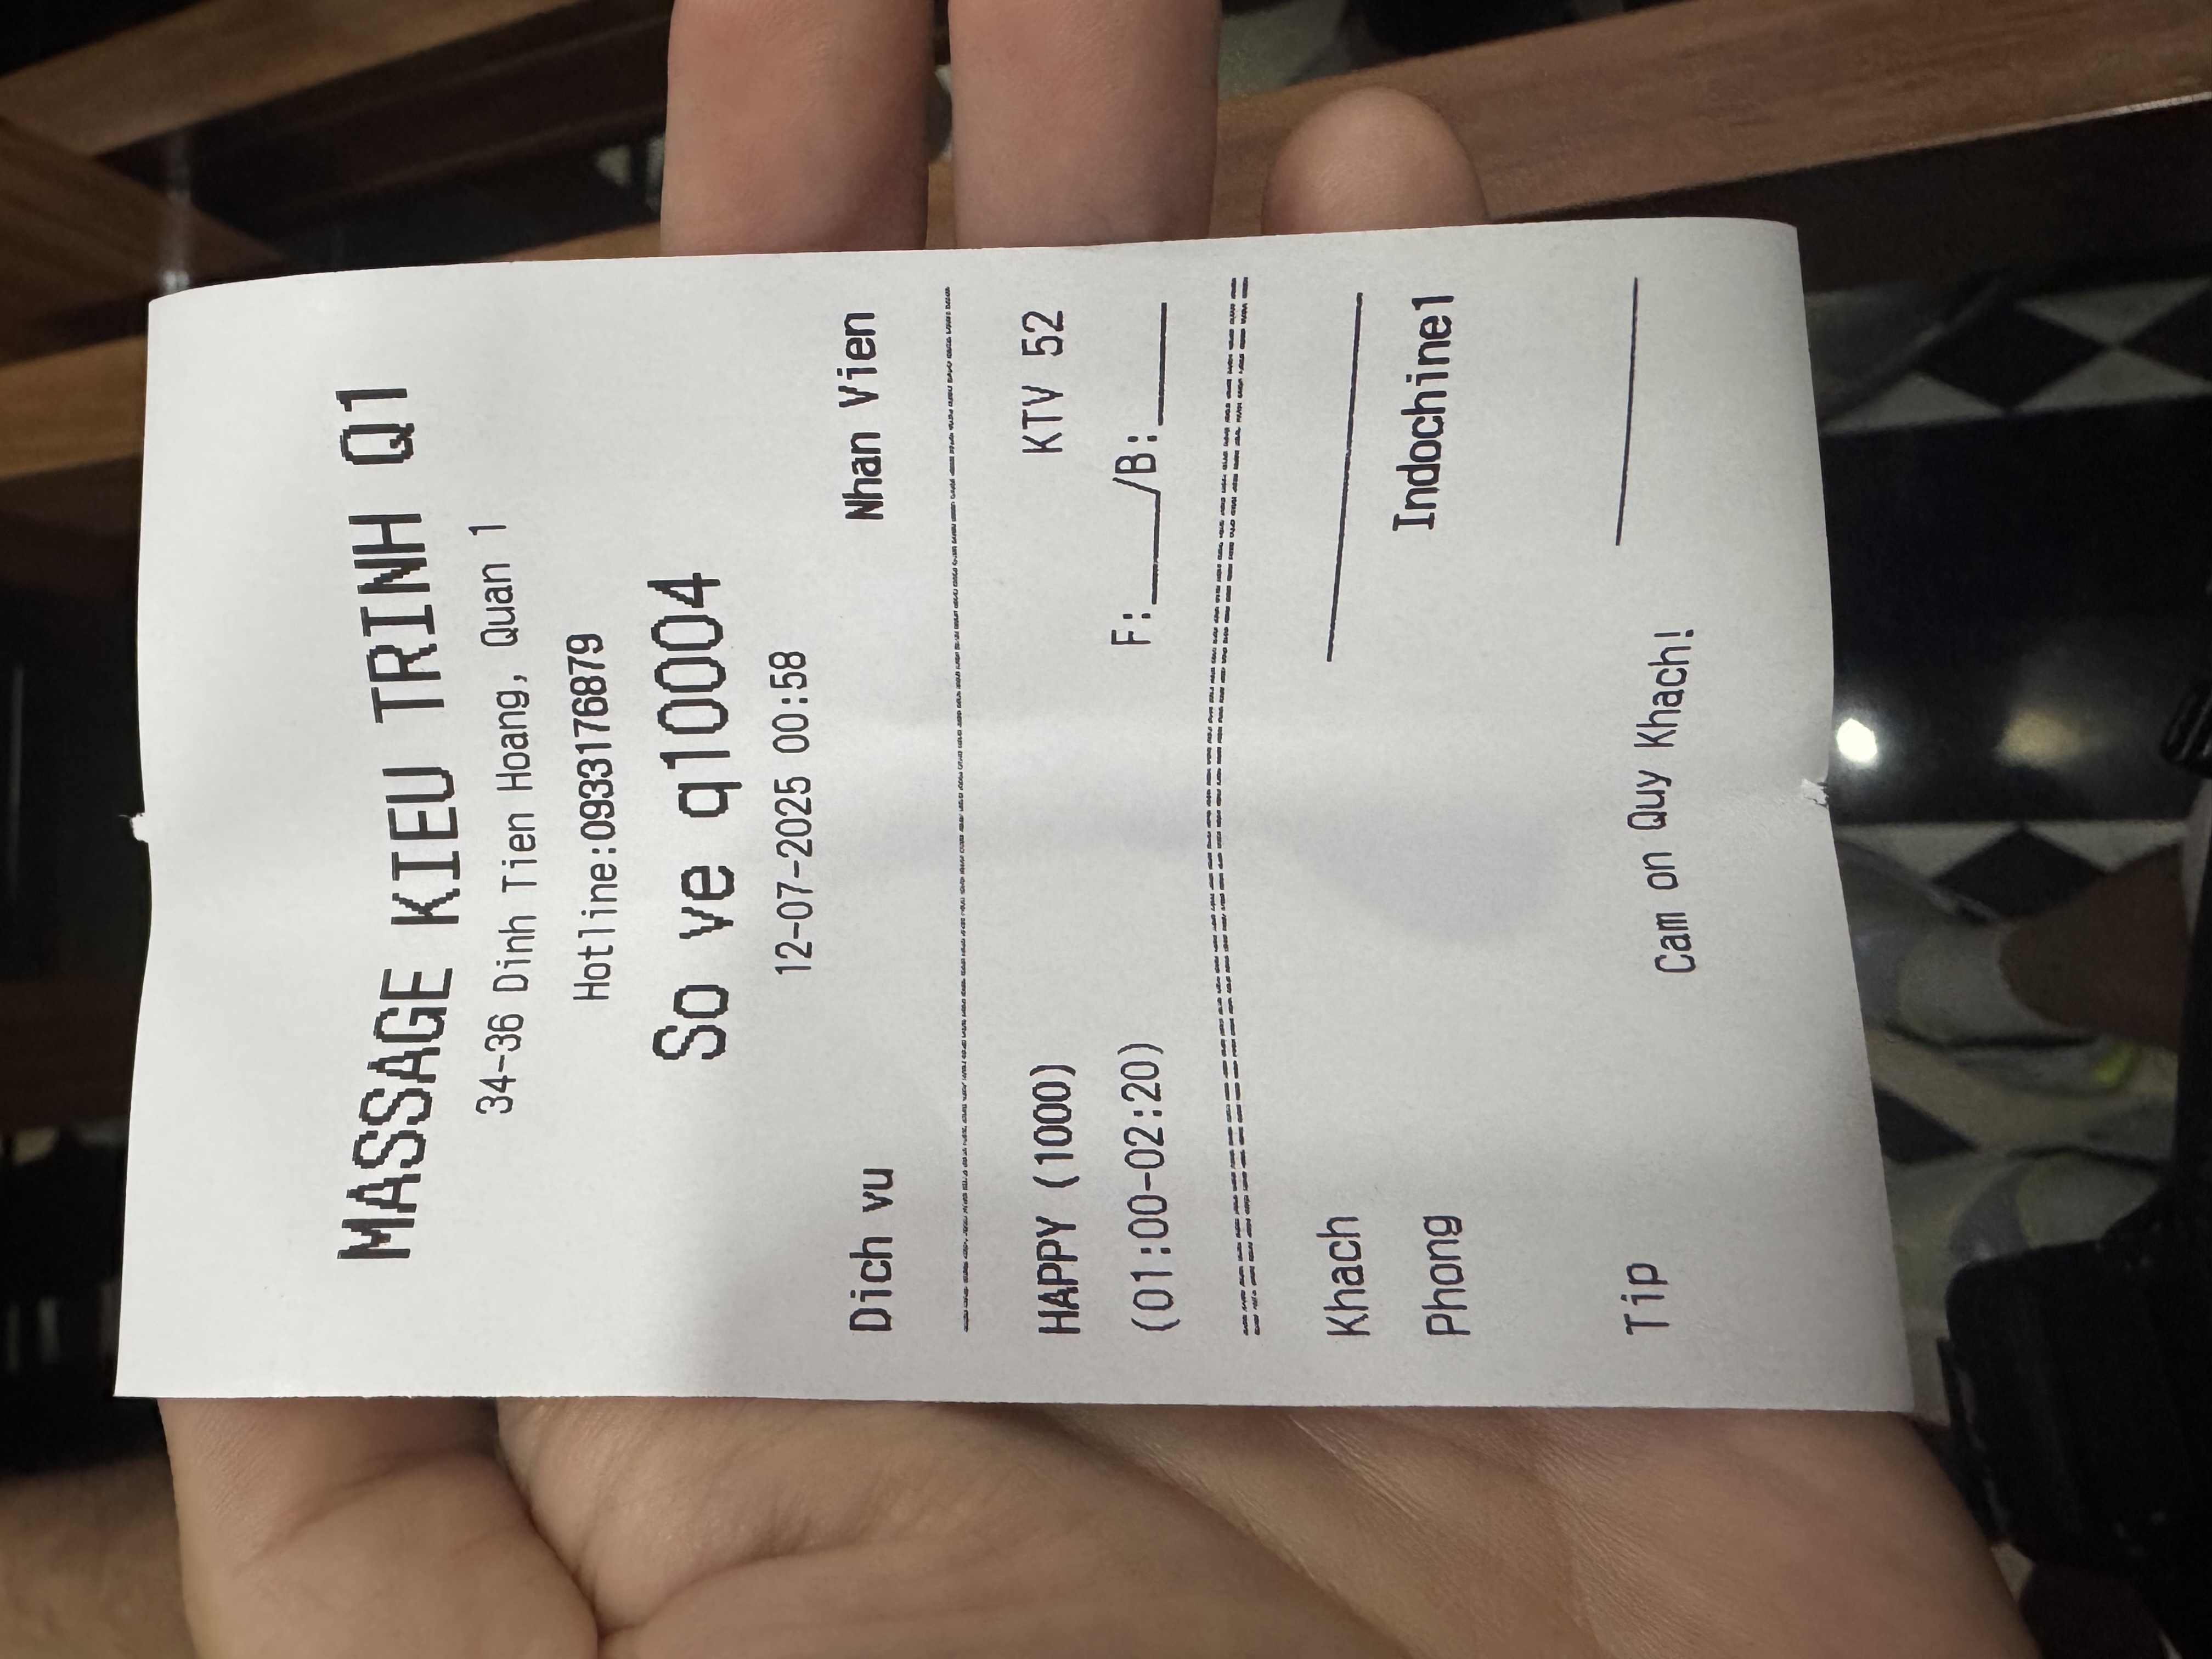 MASSAGE KIEU TRINH Q1
34-36 Dinh Tien Hoang, Quan 1
Hotline:0933176879
So ve q10004
12-07-2025 00:58
Dich vu Nhan Vien
HAPPY (1000) KTV 52
(01:00-02:20) F:____/B:____
Khach
Phong Indochine1
Tip
Cam on Quy Khach!